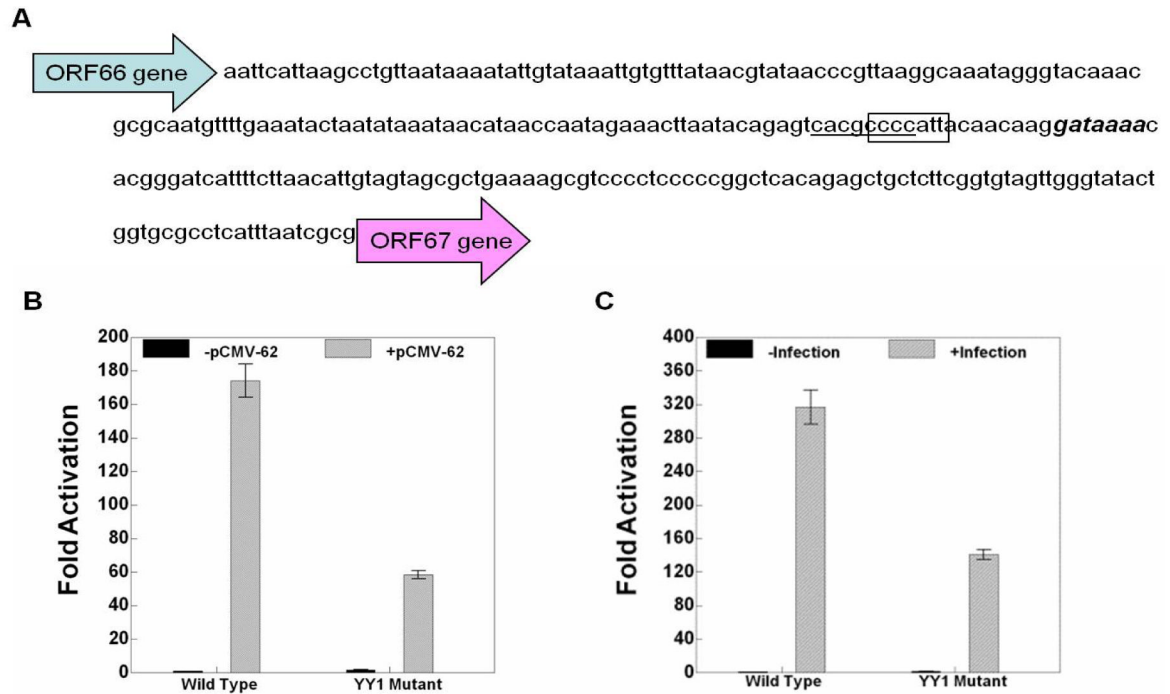 A
ORF66 gene aattcattaagcctgttaataaaatattgtataaattgtgtttataacgtataacccgttaaggcaaatagggtacaaac
gcgcaatgttttgaaatactaatataaataacataaccaatagaaacttaatacagagtcacgccccattacaacaaggataaaac
acgggatcattttcttaacattgtagtagcgctgaaaagcgtcccctcccccggctcacagagctgctcttcggtgtagttgggtatact
ggtgcgcctcatttaatcgcg ORF67 gene
B
Fold Activation
200
180
160
140
120
100
80
60
40
20
0
-pCMV-62 +pCMV-62
Wild Type YY1 Mutant
C
Fold Activation
400
360
320
280
240
200
160
120
80
40
0
-Infection +Infection
Wild Type YY1 Mutant